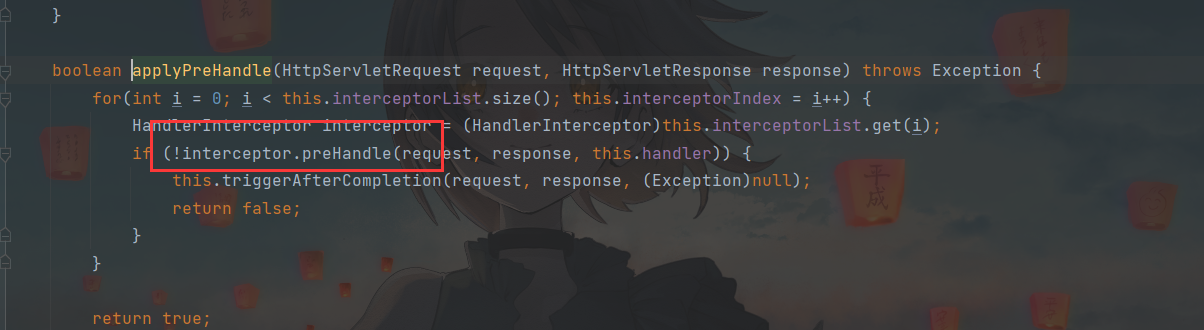 }
boolean applyPreHandle(HttpServletRequest request, HttpServletResponse response) throws Exception {
for(int i = 0; i < this.interceptorList.size(); this.interceptorIndex = i++) {
HandlerInterceptor interceptor = (HandlerInterceptor)this.interceptorList.get(i);
if (!interceptor.preHandle(request, response, this.handler)) {
this.triggerAfterCompletion(request, response, (Exception)null);
return false;
}
}
return true;
平成